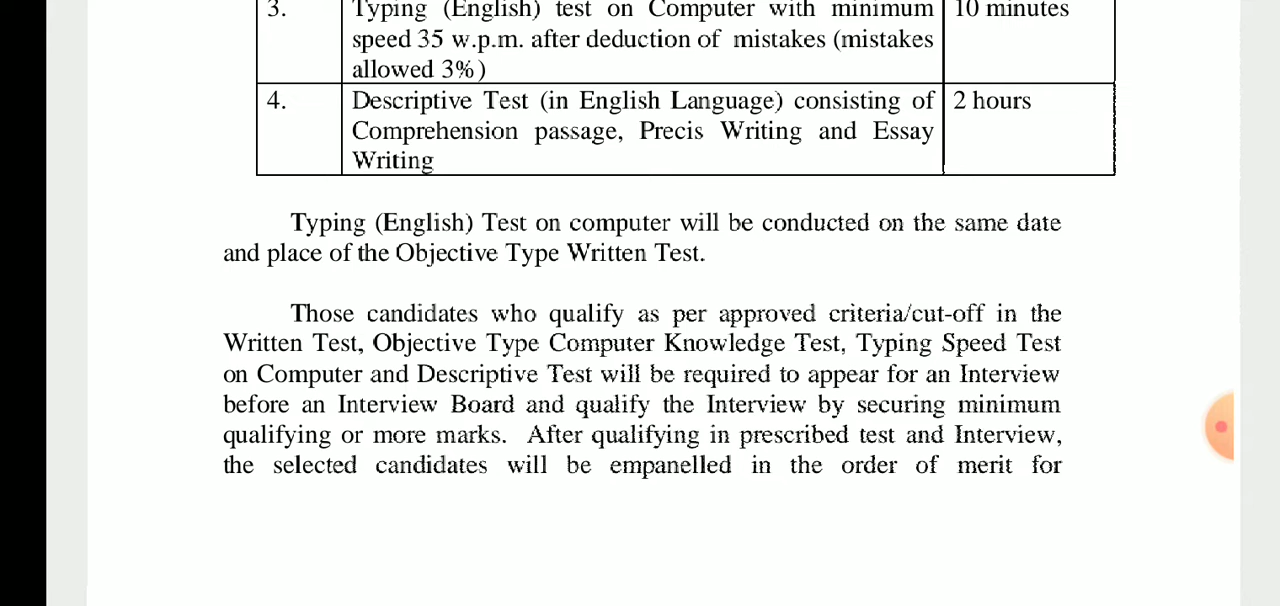 3. Typing (English) test on Computer with minimum 10 minutes
speed 35 w.p.m. after deduction of mistakes (mistakes
allowed 3%)
4. Descriptive Test (in English Language) consisting of 2 hours
Comprehension passage, Precis Writing and Essay
Writing
Typing (English) Test on computer will be conducted on the same date
and place of the Objective Type Written Test.
Those candidates who qualify as per approved criteria/cut-off in the
Written Test, Objective Type Computer Knowledge Test, Typing Speed Test
on Computer and Descriptive Test will be required to appear for an Interview
before an Interview Board and qualify the Interview by securing minimum
qualifying or more marks. After qualifying in prescribed test and Interview,
the selected candidates will be empanelled in the order of merit for